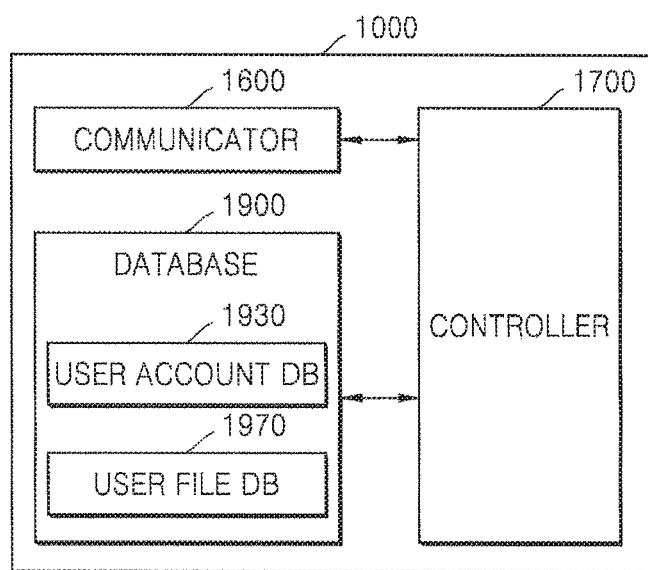 1000
1600
1700
COMMUNICATOR
1900
DATABASE
1930
CONTROLLER
USER ACCOUNT DB
1970
USER FILE DB